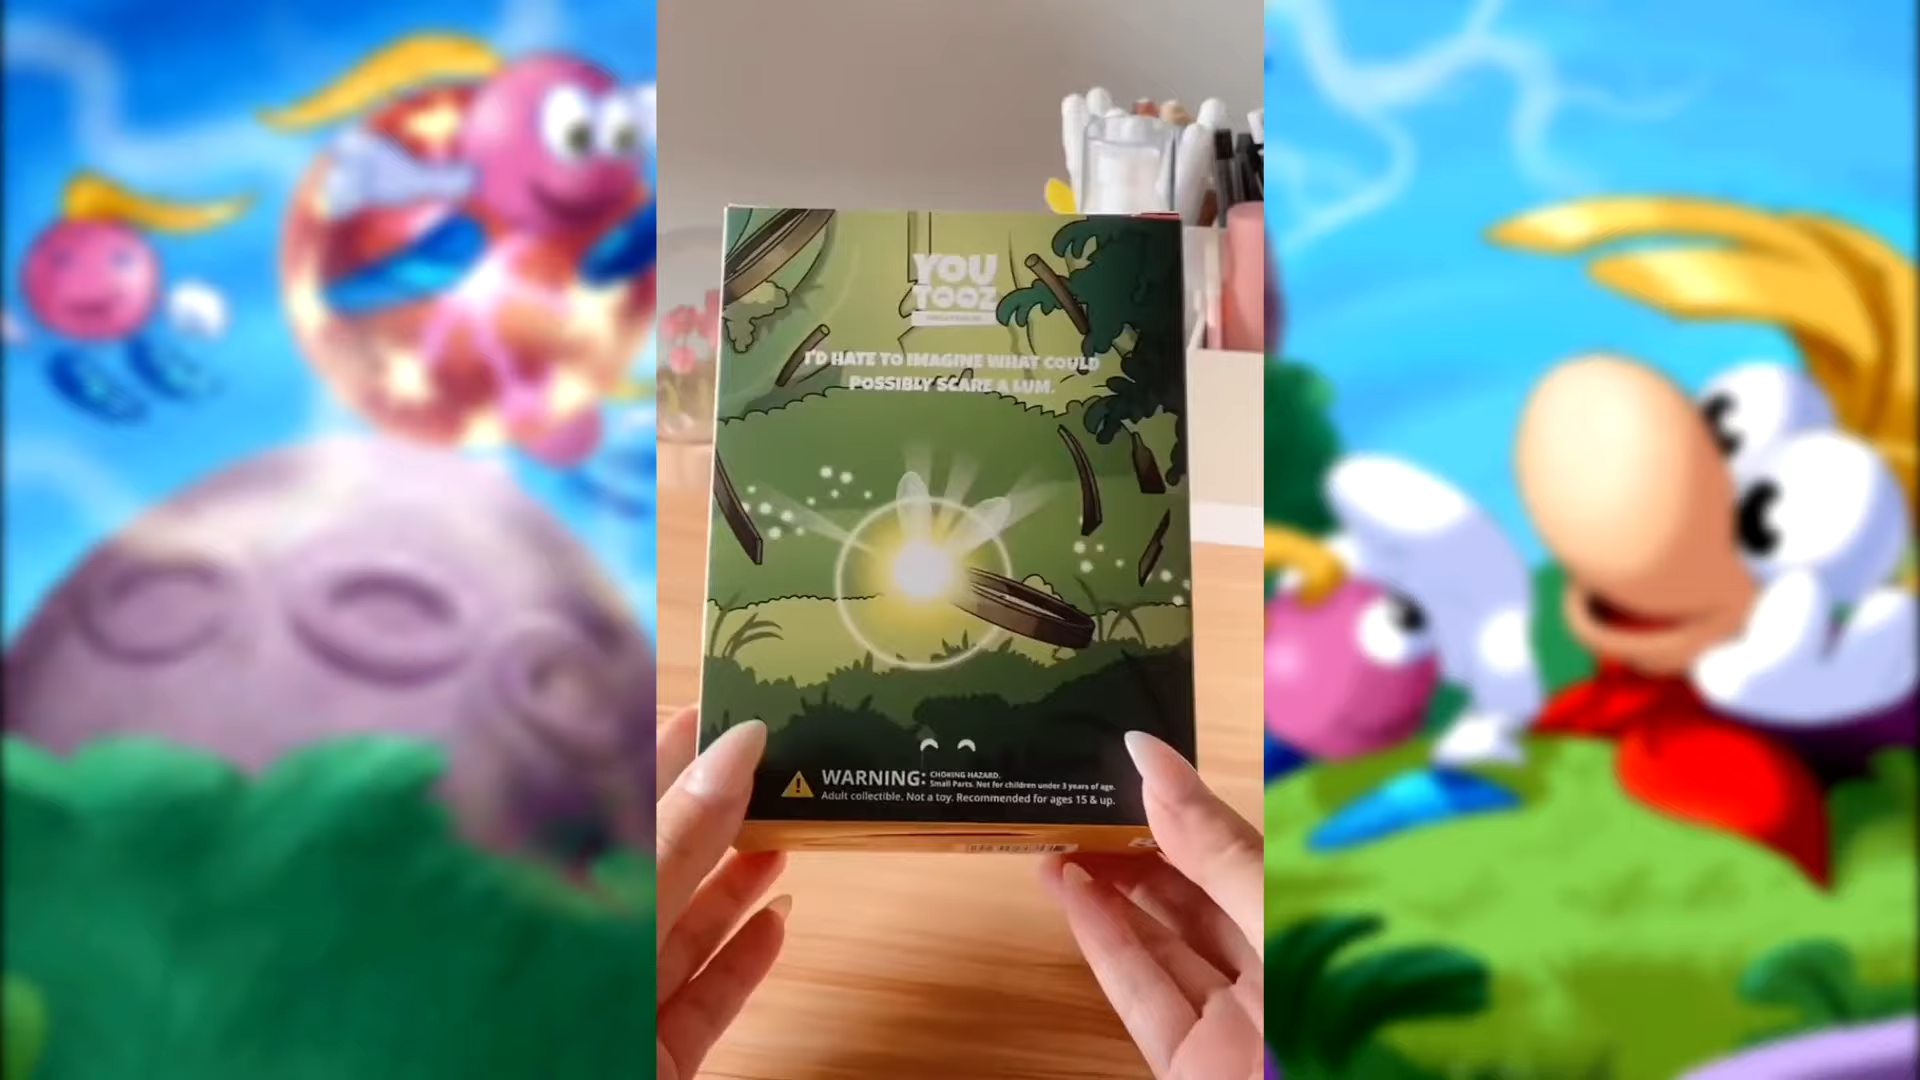 YOU
TOOZ
I'D HATE TO IMAGINE WHAT COULD
POSSIBLY SCARE A LUM.
WARNING:
CHOKING HAZARD.
Small Parts. Not for children under 3 years of age.
Adult collectible. Not a toy. Recommended for ages 15 & up.